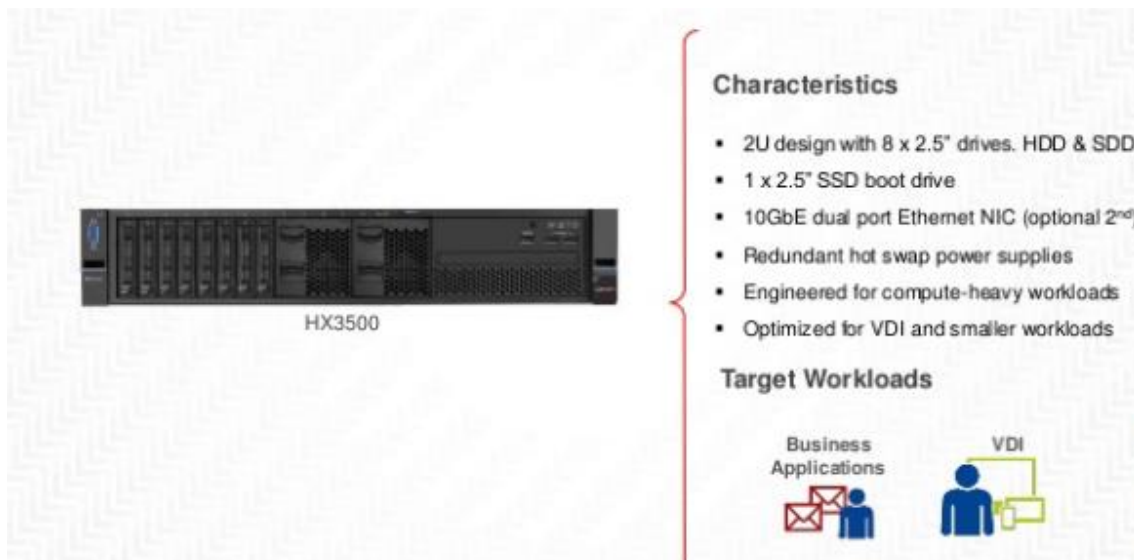 HX3500
Characteristics
▪ 2U design with 8 x 2.5” drives. HDD & SDD
▪ 1 x 2.5” SSD boot drive
▪ 10GbE dual port Ethernet NIC (optional 2nd)
▪ Redundant hot swap power supplies
▪ Engineered for compute-heavy workloads
▪ Optimized for VDI and smaller workloads
Target Workloads
Business
Applications
VDI